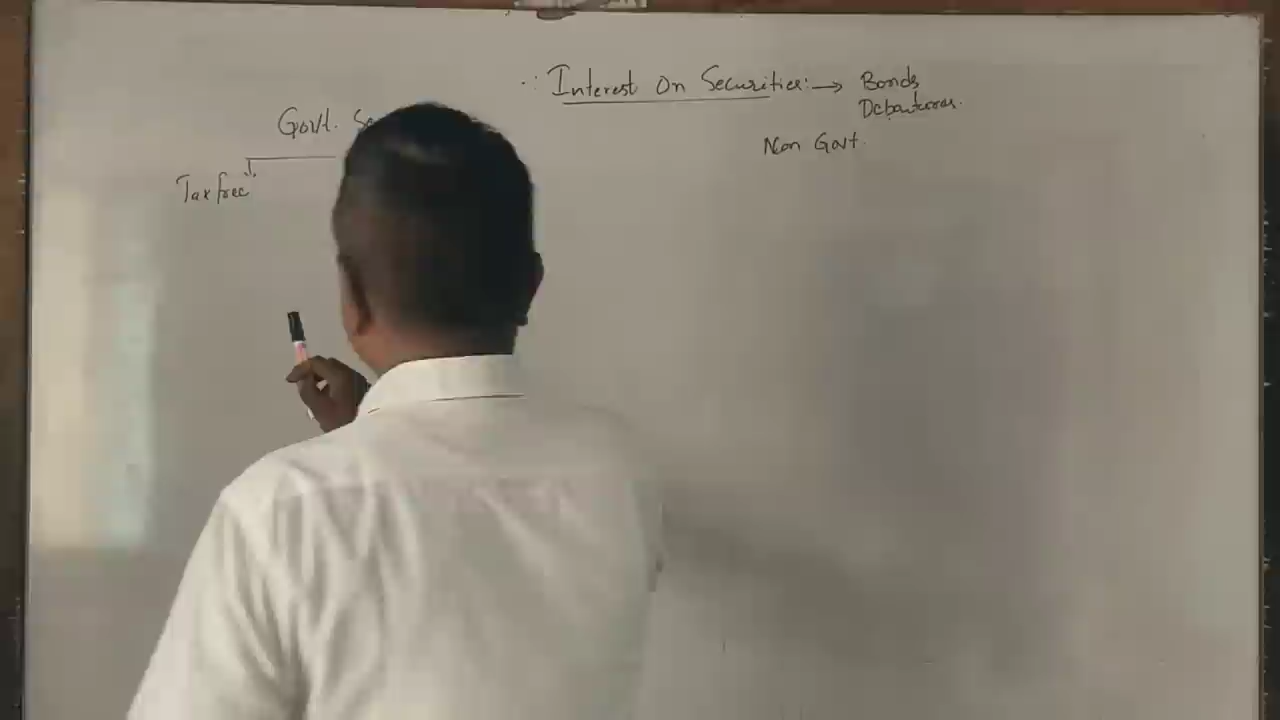 ∴ Interest On Securities:→ Bonds
Debentures.
Govt. Se
Non Govt.
Tax free